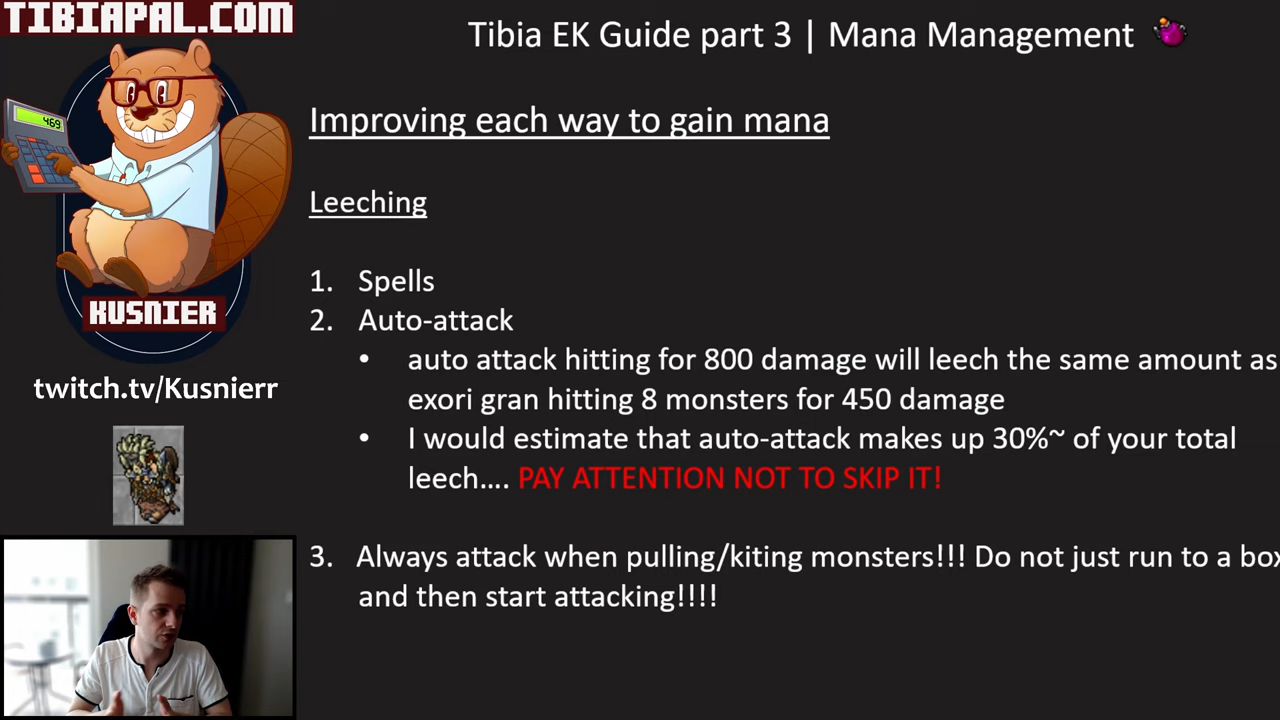 TIBIAPAL.COM
Tibia EK Guide part 3 | Mana Management
469
KUSNIER
twitch.tv/Kusnierr
Improving each way to gain mana
Leeching
1. Spells
2. Auto-attack
• auto attack hitting for 800 damage will leech the same amount as
exori gran hitting 8 monsters for 450 damage
• I would estimate that auto-attack makes up 30%~ of your total
leech.... PAY ATTENTION NOT TO SKIP IT!
3. Always attack when pulling/kiting monsters!!! Do not just run to a box
and then start attacking!!!!